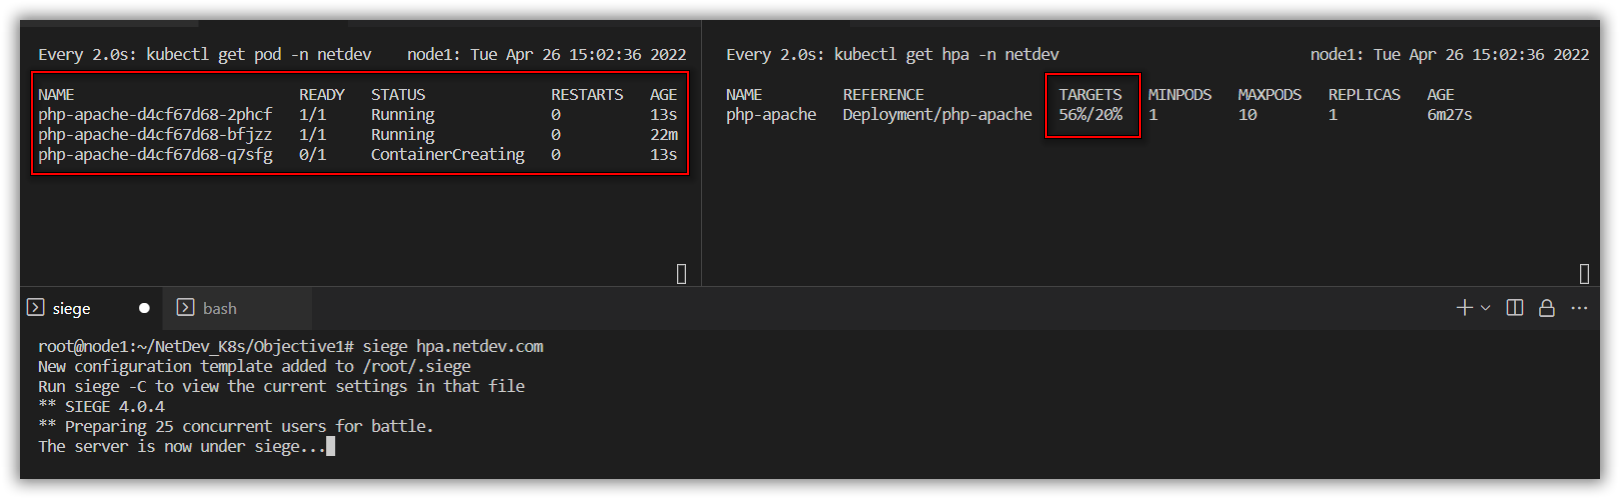 Every 2.0s: kubectl get pod -n netdev    node1: Tue Apr 26 15:02:36 2022
NAME                         READY   STATUS              RESTARTS   AGE
php-apache-d4cf67d68-2phcf   1/1     Running             0          13s
php-apache-d4cf67d68-bfjzz   1/1     Running             0          22m
php-apache-d4cf67d68-q7sfg   0/1     ContainerCreating   0          13s
Every 2.0s: kubectl get hpa -n netdev    node1: Tue Apr 26 15:02:36 2022
NAME         REFERENCE               TARGETS   MINPODS   MAXPODS   REPLICAS   AGE
php-apache   Deployment/php-apache   56%/20%   1         10        1          6m27s
siege    bash
root@node1:~/NetDev_K8s/Objective1# siege hpa.netdev.com
New configuration template added to /root/.siege
Run siege -C to view the current settings in that file
** SIEGE 4.0.4
** Preparing 25 concurrent users for battle.
The server is now under siege...